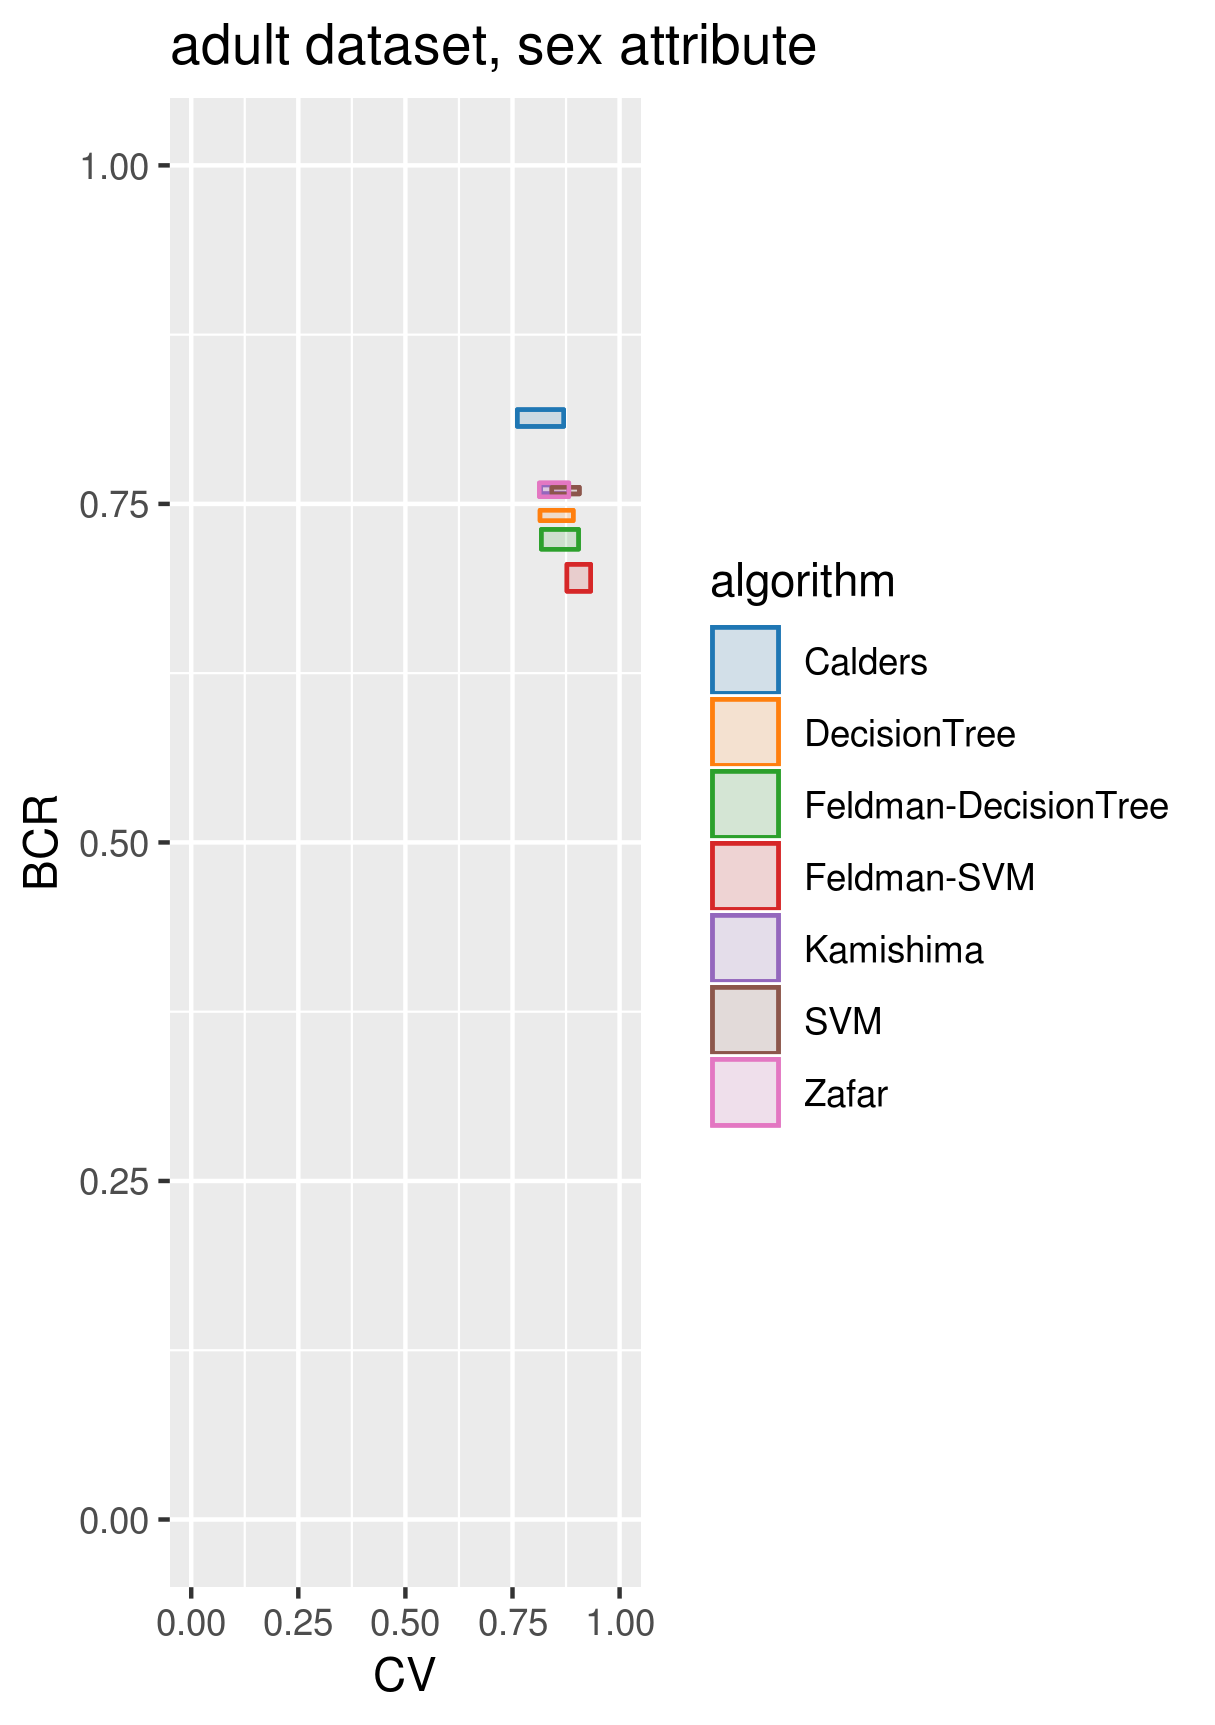 adult dataset, sex attribute
1.00
0.75
0.50
0.25
0.00
BCR
0.00 0.25 0.50 0.75 1.00
CV
algorithm
Calders
DecisionTree
Feldman-DecisionTree
Feldman-SVM
Kamishima
SVM
Zafar